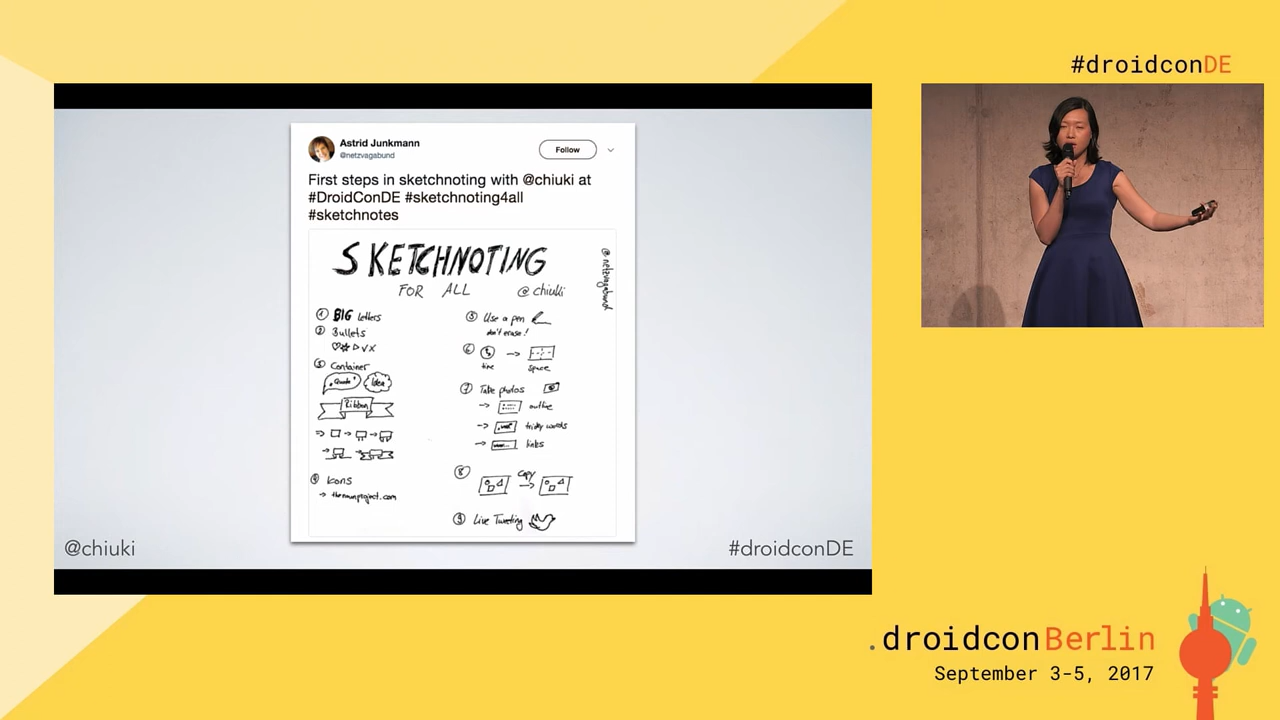 #droidconDE
Astrid Junkmann
@netzvagabund
Follow
First steps in sketchnoting with @chiuki at
#DroidConDE #sketchnoting4all
#sketchnotes
SKETCHNOTING
FOR ALL @chiuki
@netzvagabund
① BIG letters
② Bullets
③ Container
Quote Idea
Ribbon
④ Icons
→ thenounproject.com
⑤ Use a pen
don't erase!
⑥
time → space
⑦ Take photos
→ outline
→ tricky words
→ links
⑧
Copy
⑨ Live Tweeting
@chiuki
#droidconDE
.droidconBerlin
September 3-5, 2017